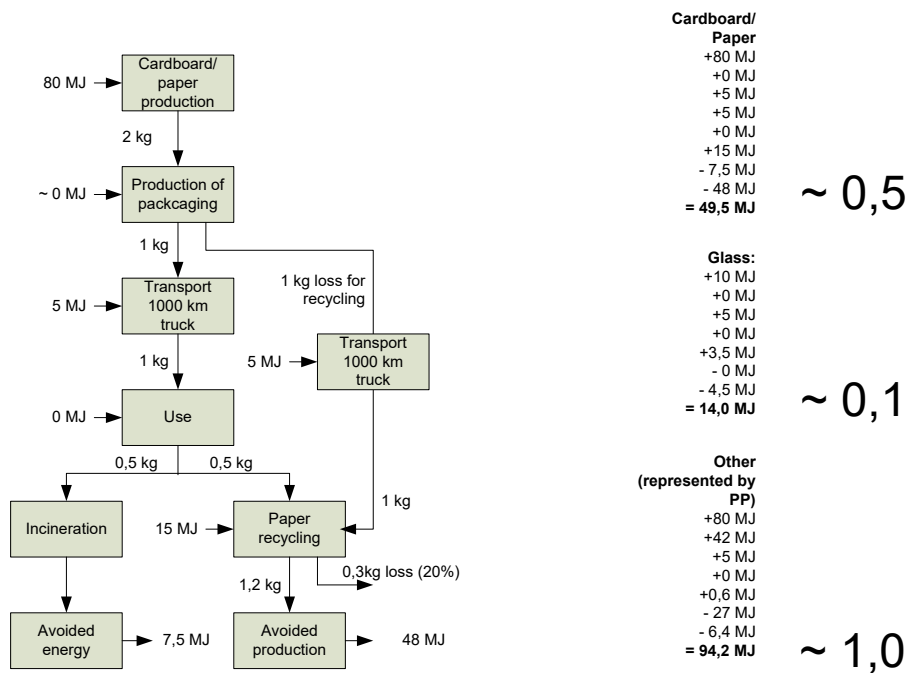 Cardboard/
paper
production
80 MJ
2 kg
Production of
packcaging
~ 0 MJ
1 kg
1 kg loss for
recycling
Transport
1000 km
truck
5 MJ
Transport
1000 km
truck
5 MJ
1 kg
Use
0 MJ
0,5 kg
0,5 kg
1 kg
Incineration
15 MJ
Paper
recycling
0,3kg loss (20%)
1,2 kg
Avoided
energy
7,5 MJ
Avoided
production
48 MJ
Cardboard/
Paper
+80 MJ
+0 MJ
+5 MJ
+5 MJ
+0 MJ
+15 MJ
- 7,5 MJ
- 48 MJ
= 49,5 MJ
~ 0,5
Glass:
+10 MJ
+0 MJ
+5 MJ
+0 MJ
+3,5 MJ
- 0 MJ
- 4,5 MJ
= 14,0 MJ
~ 0,1
Other
(represented by
PP)
+80 MJ
+42 MJ
+5 MJ
+0 MJ
+0,6 MJ
- 27 MJ
- 6,4 MJ
= 94,2 MJ
~ 1,0